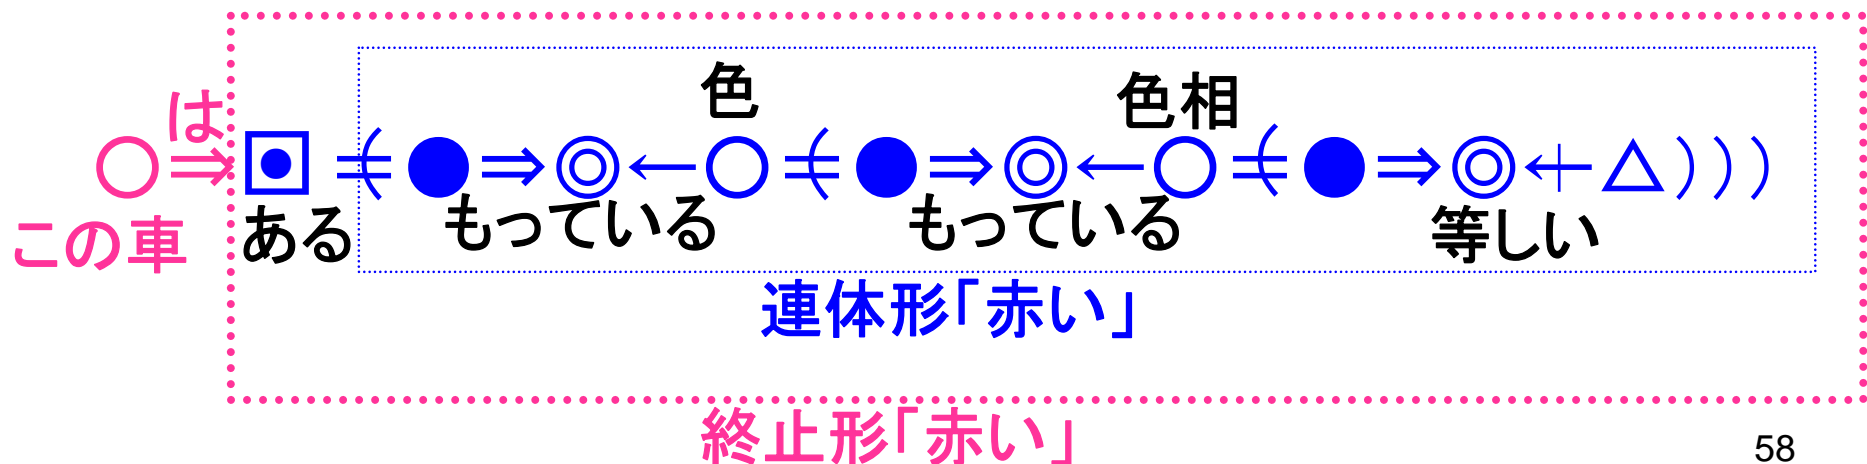 色 色相
は
○⇒ ⊡ ≠( ●⇒◎←○≠( ●⇒◎←○≠( ●⇒◎←+△)))
この車 ある もっている もっている 等しい
連体形「赤い」
終止形「赤い」
58